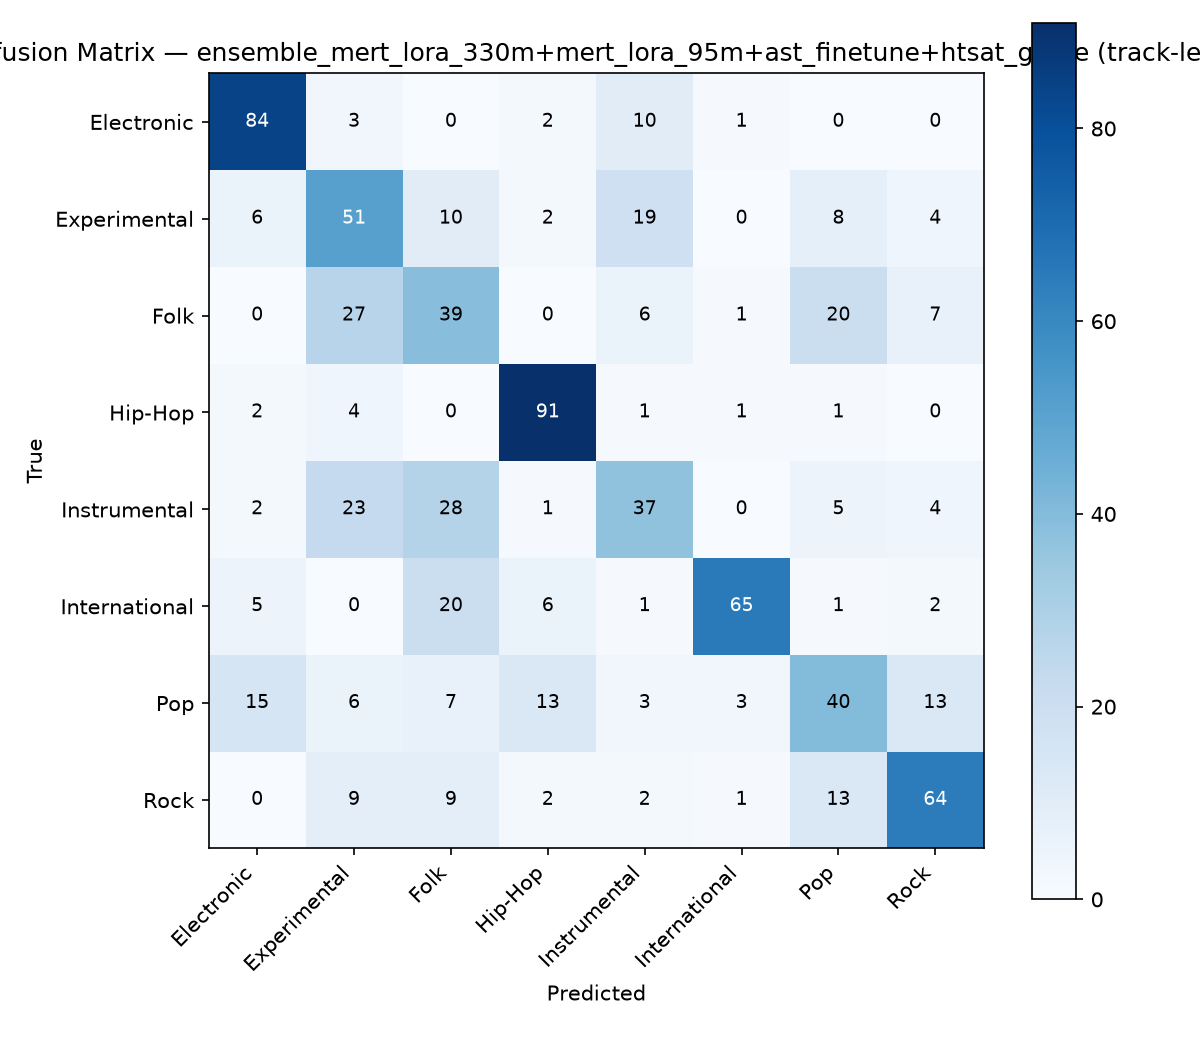 fusion Matrix — ensemble_mert_lora_330m+mert_lora_95m+ast_finetune+htsat_g e (track-le
Electronic 84 3 0 2 10 1 0 0
Experimental 6 51 10 2 19 0 8 4
Folk 0 27 39 0 6 1 20 7
Hip-Hop 2 4 0 91 1 1 1 0
Instrumental 2 23 28 1 37 0 5 4
International 5 0 20 6 1 65 1 2
Pop 15 6 7 13 3 3 40 13
Rock 0 9 9 2 2 1 13 64
True
Electronic Experimental Folk Hip-Hop Instrumental International Pop Rock
Predicted
80
60
40
20
0